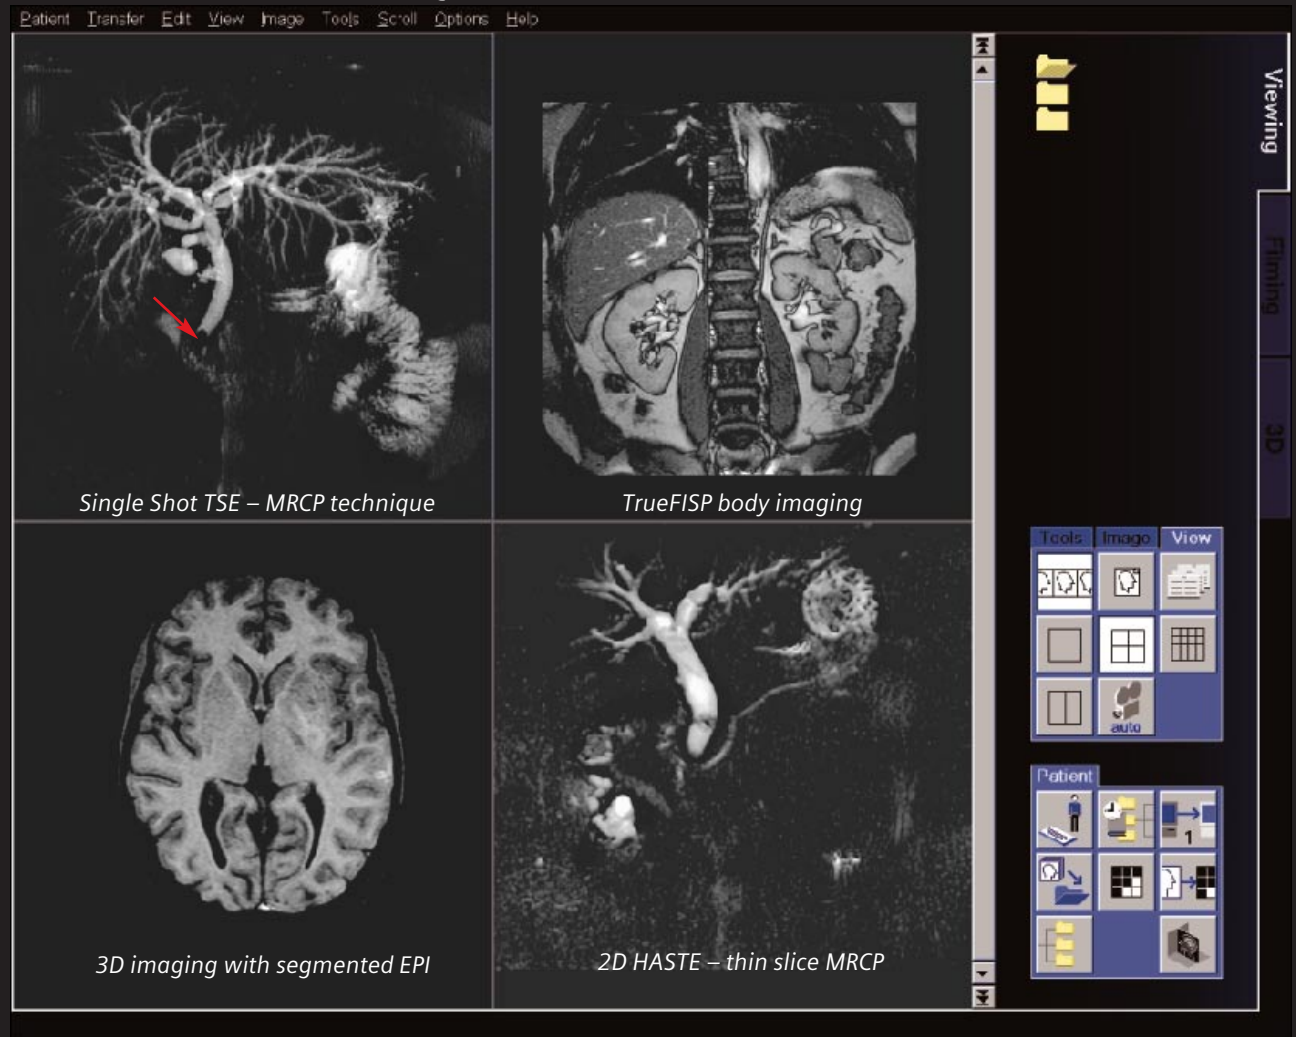 Patient Transfer Edit View Image Tools Scroll Options Help
Viewing
Filming
3D
Single Shot TSE – MRCP technique
TrueFISP body imaging
3D imaging with segmented EPI
2D HASTE – thin slice MRCP
Tools Image View
auto
Patient
1